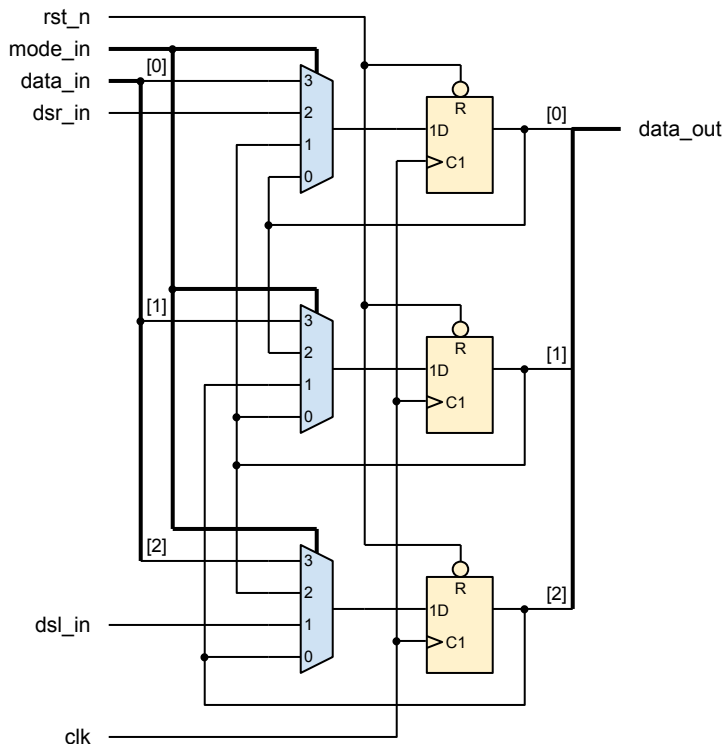 rst_n
mode_in
data_in
dsr_in
[0]
3
2
1
0
R
1D
C1
[0]
data_out
[1]
3
2
1
0
R
1D
C1
[1]
[2]
3
2
1
0
R
1D
C1
[2]
dsl_in
clk